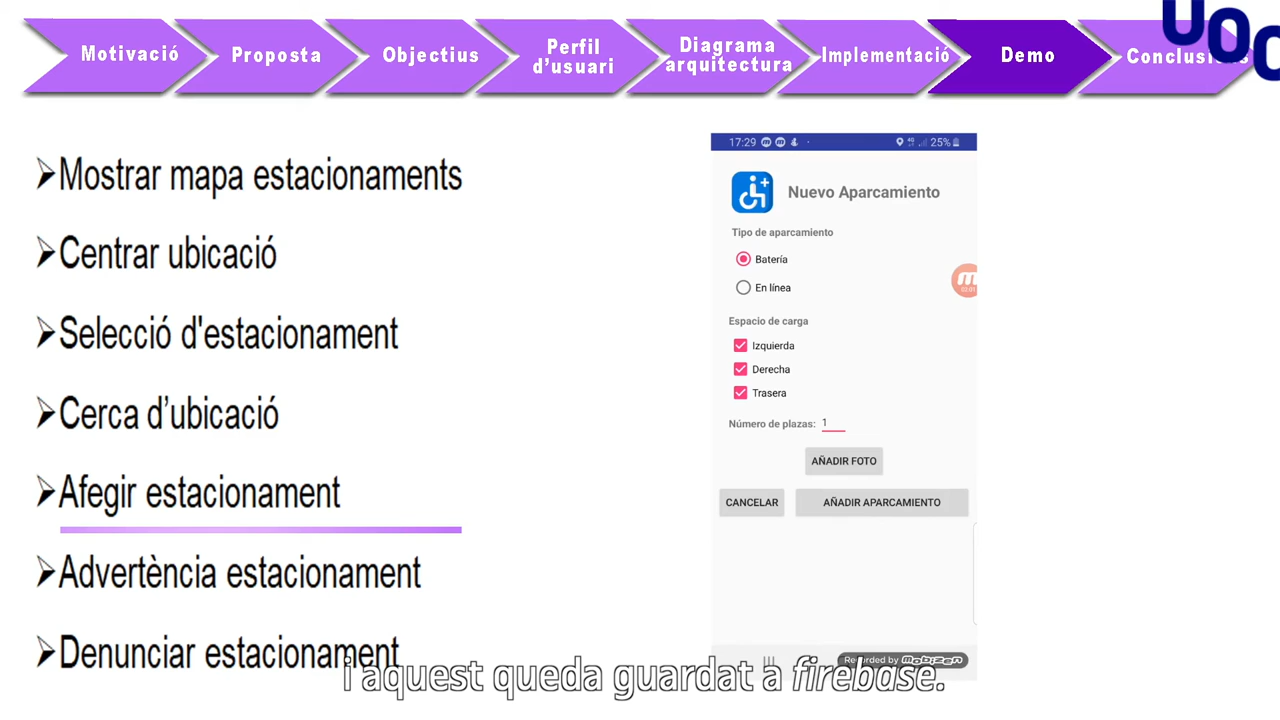 Motivació
Proposta
Objectius
Perfil
d'usuari
Diagrama
arquitectura
Implementació
Demo
Conclusions
UOC
Mostrar mapa estacionaments
Centrar ubicació
Selecció d'estacionament
Cerca d'ubicació
Afegir estacionament
Advertència estacionament
Denunciar estacionament
17:29
4G
25%
Nuevo Aparcamiento
Tipo de aparcamiento
Batería
En línea
Espacio de carga
Izquierda
Derecha
Trasera
Número de plazas: 1
AÑADIR FOTO
CANCELAR
AÑADIR APARCAMIENTO
Recorded by mobizen
i aquest queda guardat a firebase.